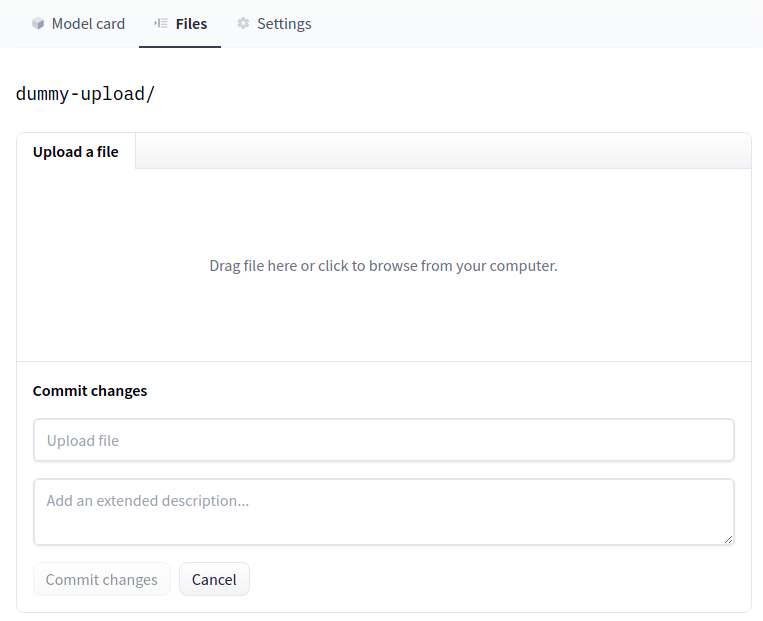 Model card Files Settings
dummy-upload/
Upload a file
Drag file here or click to browse from your computer.
Commit changes
Upload file
Add an extended description...
Commit changes Cancel